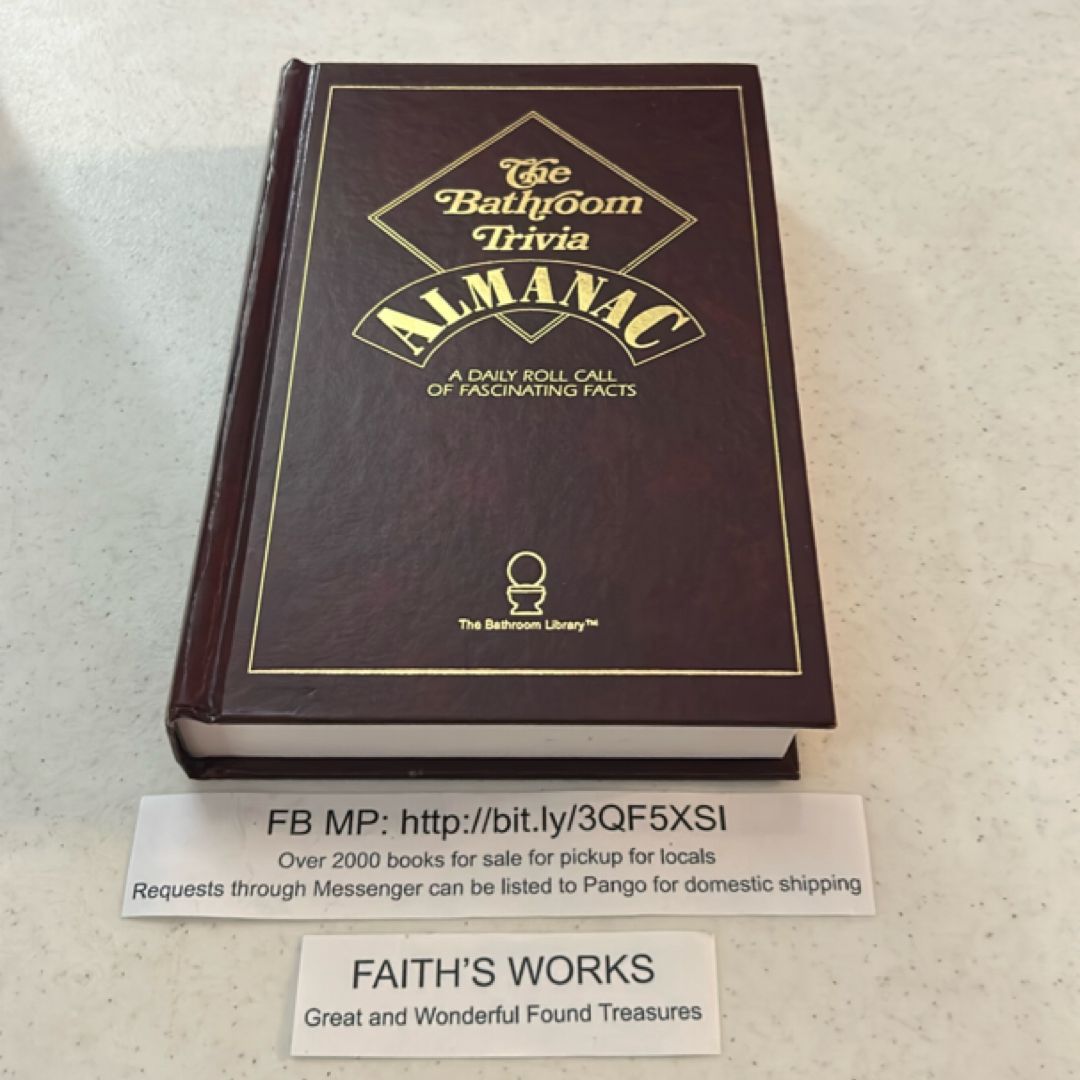 The
Bathroom
Trivia
ALMANAC
A DAILY ROLL CALL
OF FASCINATING FACTS
The Bathroom Library™
FB MP: http://bit.ly/3QF5XSI
Over 2000 books for sale for pickup for locals
Requests through Messenger can be listed to Pango for domestic shipping
FAITH'S WORKS
Great and Wonderful Found Treasures